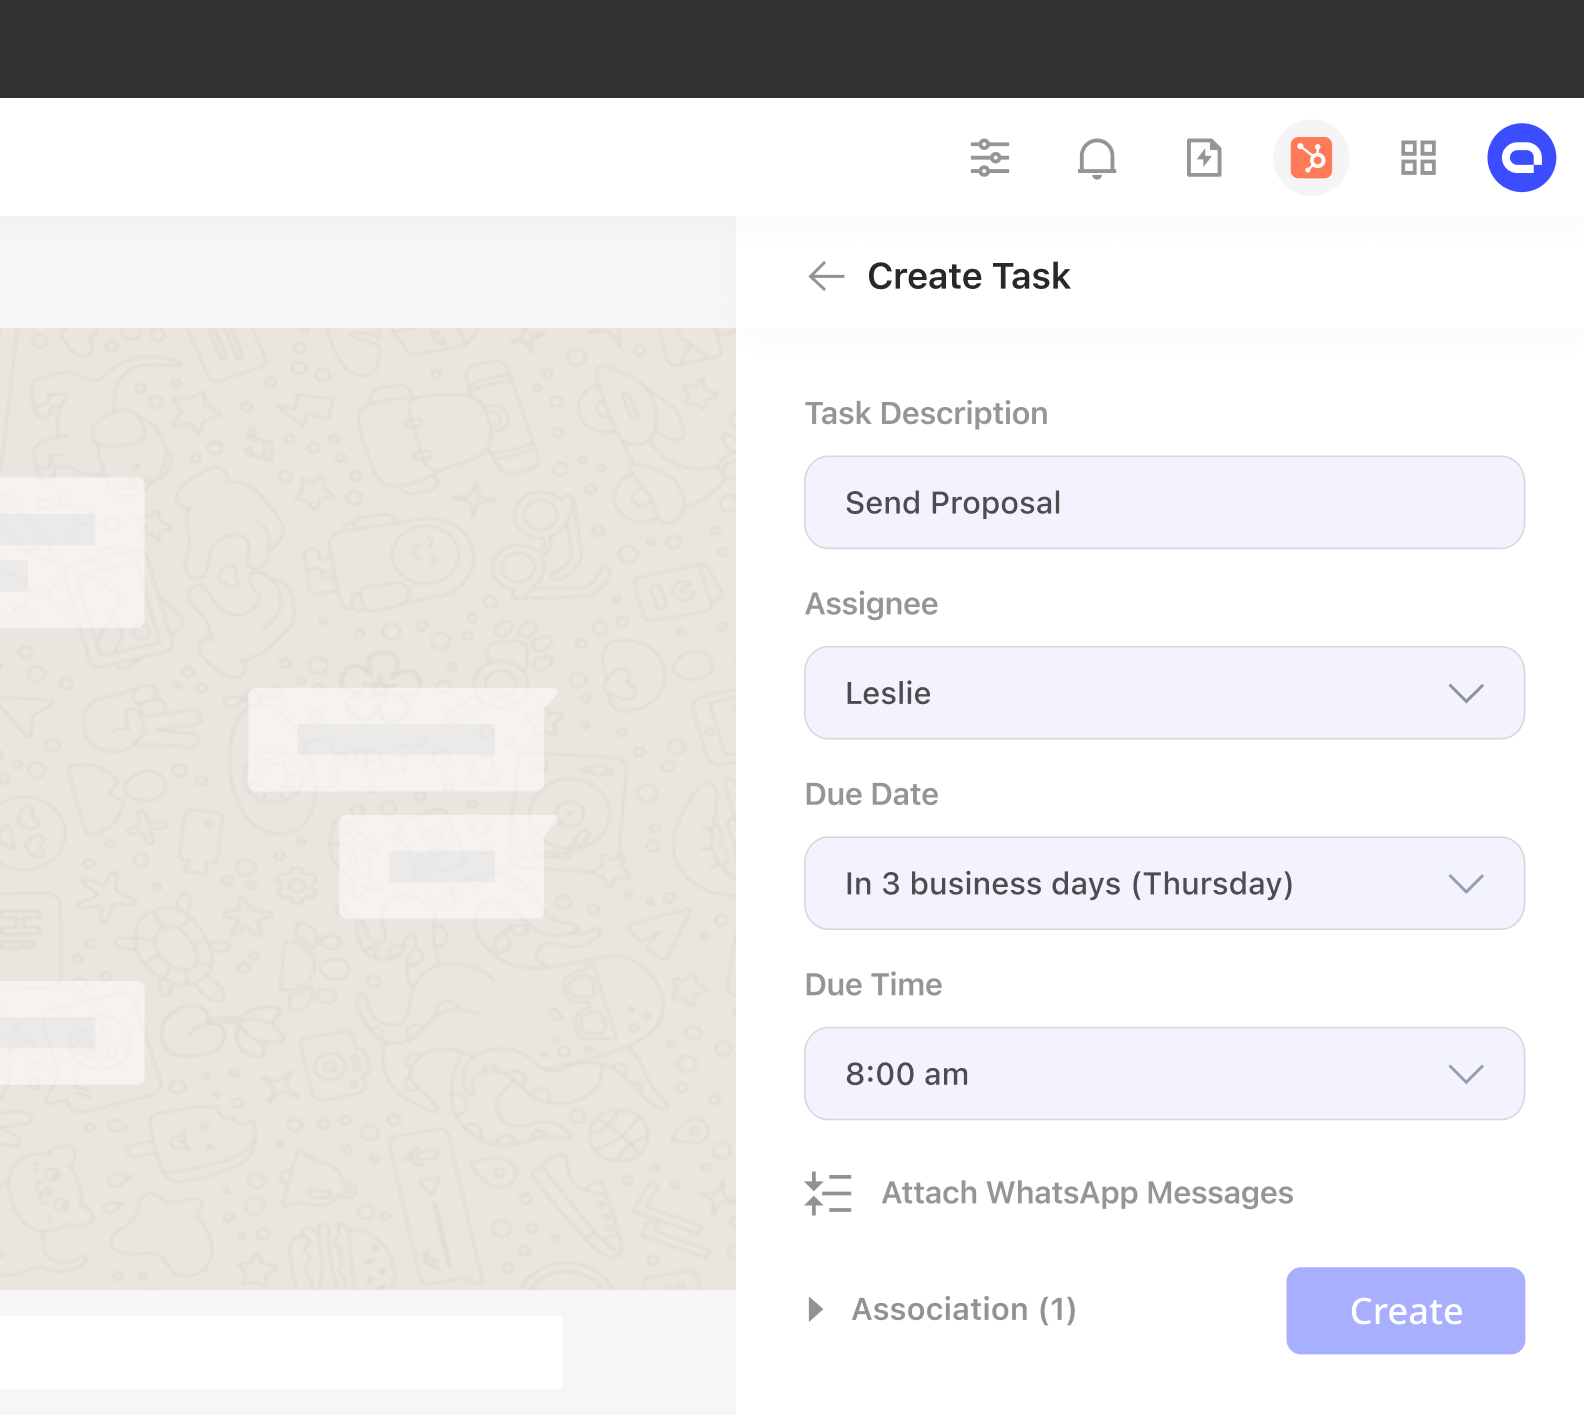 Create Task
Task Description
Send Proposal
Assignee
Leslie
Due Date
In 3 business days (Thursday)
Due Time
8:00 am
Attach WhatsApp Messages
Association (1)
Create